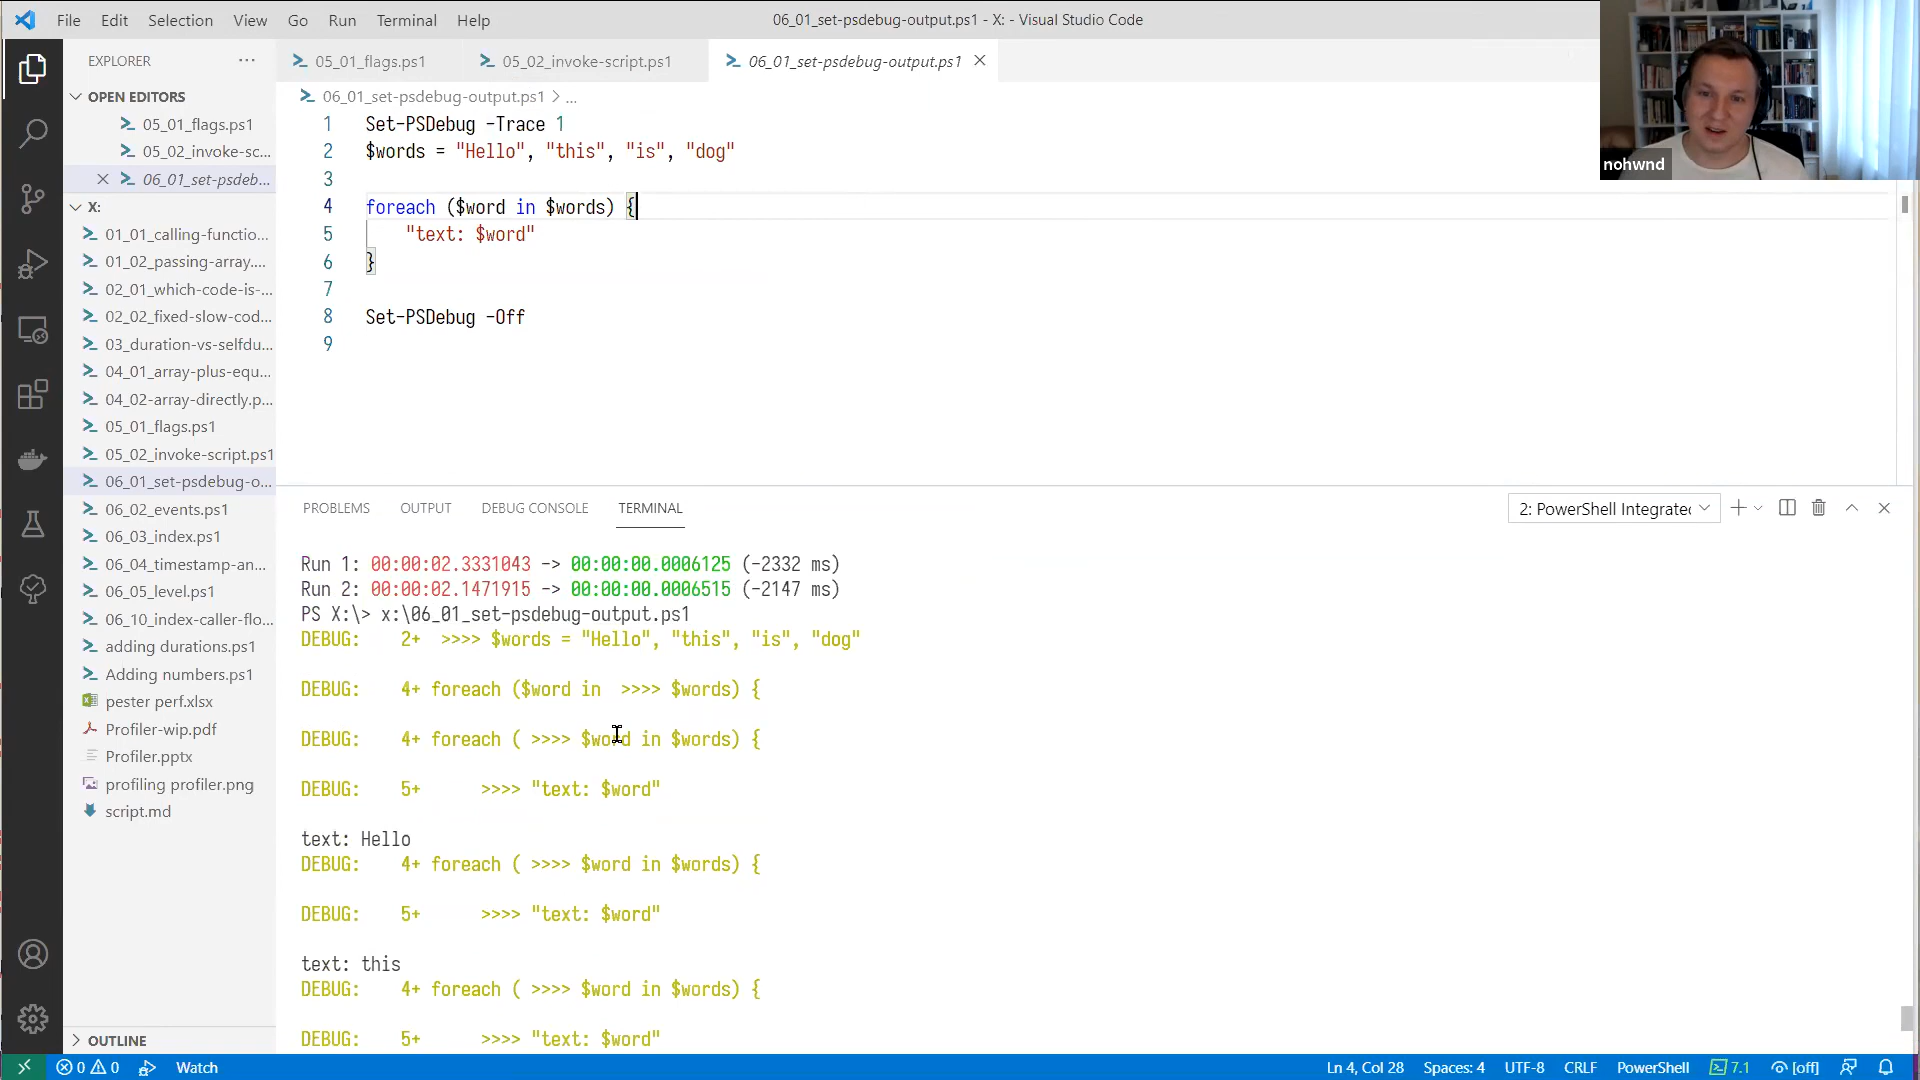 File Edit Selection View Go Run Terminal Help
06_01_set-psdebug-output.ps1 - X: - Visual Studio Code
nohwnd
EXPLORER ...
OPEN EDITORS
05_01_flags.ps1
05_02_invoke-sc...
06_01_set-psdeb...
X:
01_01_calling-functio...
01_02_passing-array....
02_01_which-code-is-...
02_02_fixed-slow-cod...
03_duration-vs-selfdu...
04_01_array-plus-equ...
04_02-array-directly.p...
05_01_flags.ps1
05_02_invoke-script.ps1
06_01_set-psdebug-o...
06_02_events.ps1
06_03_index.ps1
06_04_timestamp-an...
06_05_level.ps1
06_10_index-caller-flo...
adding durations.ps1
Adding numbers.ps1
pester perf.xlsx
Profiler-wip.pdf
Profiler.pptx
profiling profiler.png
script.md
OUTLINE
05_01_flags.ps1 05_02_invoke-script.ps1 06_01_set-psdebug-output.ps1
06_01_set-psdebug-output.ps1 > ...
1 Set-PSDebug -Trace 1
2 $words = "Hello", "this", "is", "dog"
3
4 foreach ($word in $words) {
5 "text: $word"
6 }
7
8 Set-PSDebug -Off
9
PROBLEMS OUTPUT DEBUG CONSOLE TERMINAL
2: PowerShell Integrated
Run 1: 00:00:02.3331043 -> 00:00:00.0006125 (-2332 ms)
Run 2: 00:00:02.1471915 -> 00:00:00.0006515 (-2147 ms)
PS X:\> x:\06_01_set-psdebug-output.ps1
DEBUG: 2+ >>>> $words = "Hello", "this", "is", "dog"
DEBUG: 4+ foreach ($word in >>>> $words) {
DEBUG: 4+ foreach ( >>>> $word in $words) {
DEBUG: 5+ >>>> "text: $word"
text: Hello
DEBUG: 4+ foreach ( >>>> $word in $words) {
DEBUG: 5+ >>>> "text: $word"
text: this
DEBUG: 4+ foreach ( >>>> $word in $words) {
DEBUG: 5+ >>>> "text: $word"
0 0 Watch
Ln 4, Col 28 Spaces: 4 UTF-8 CRLF PowerShell 7.1 [off]